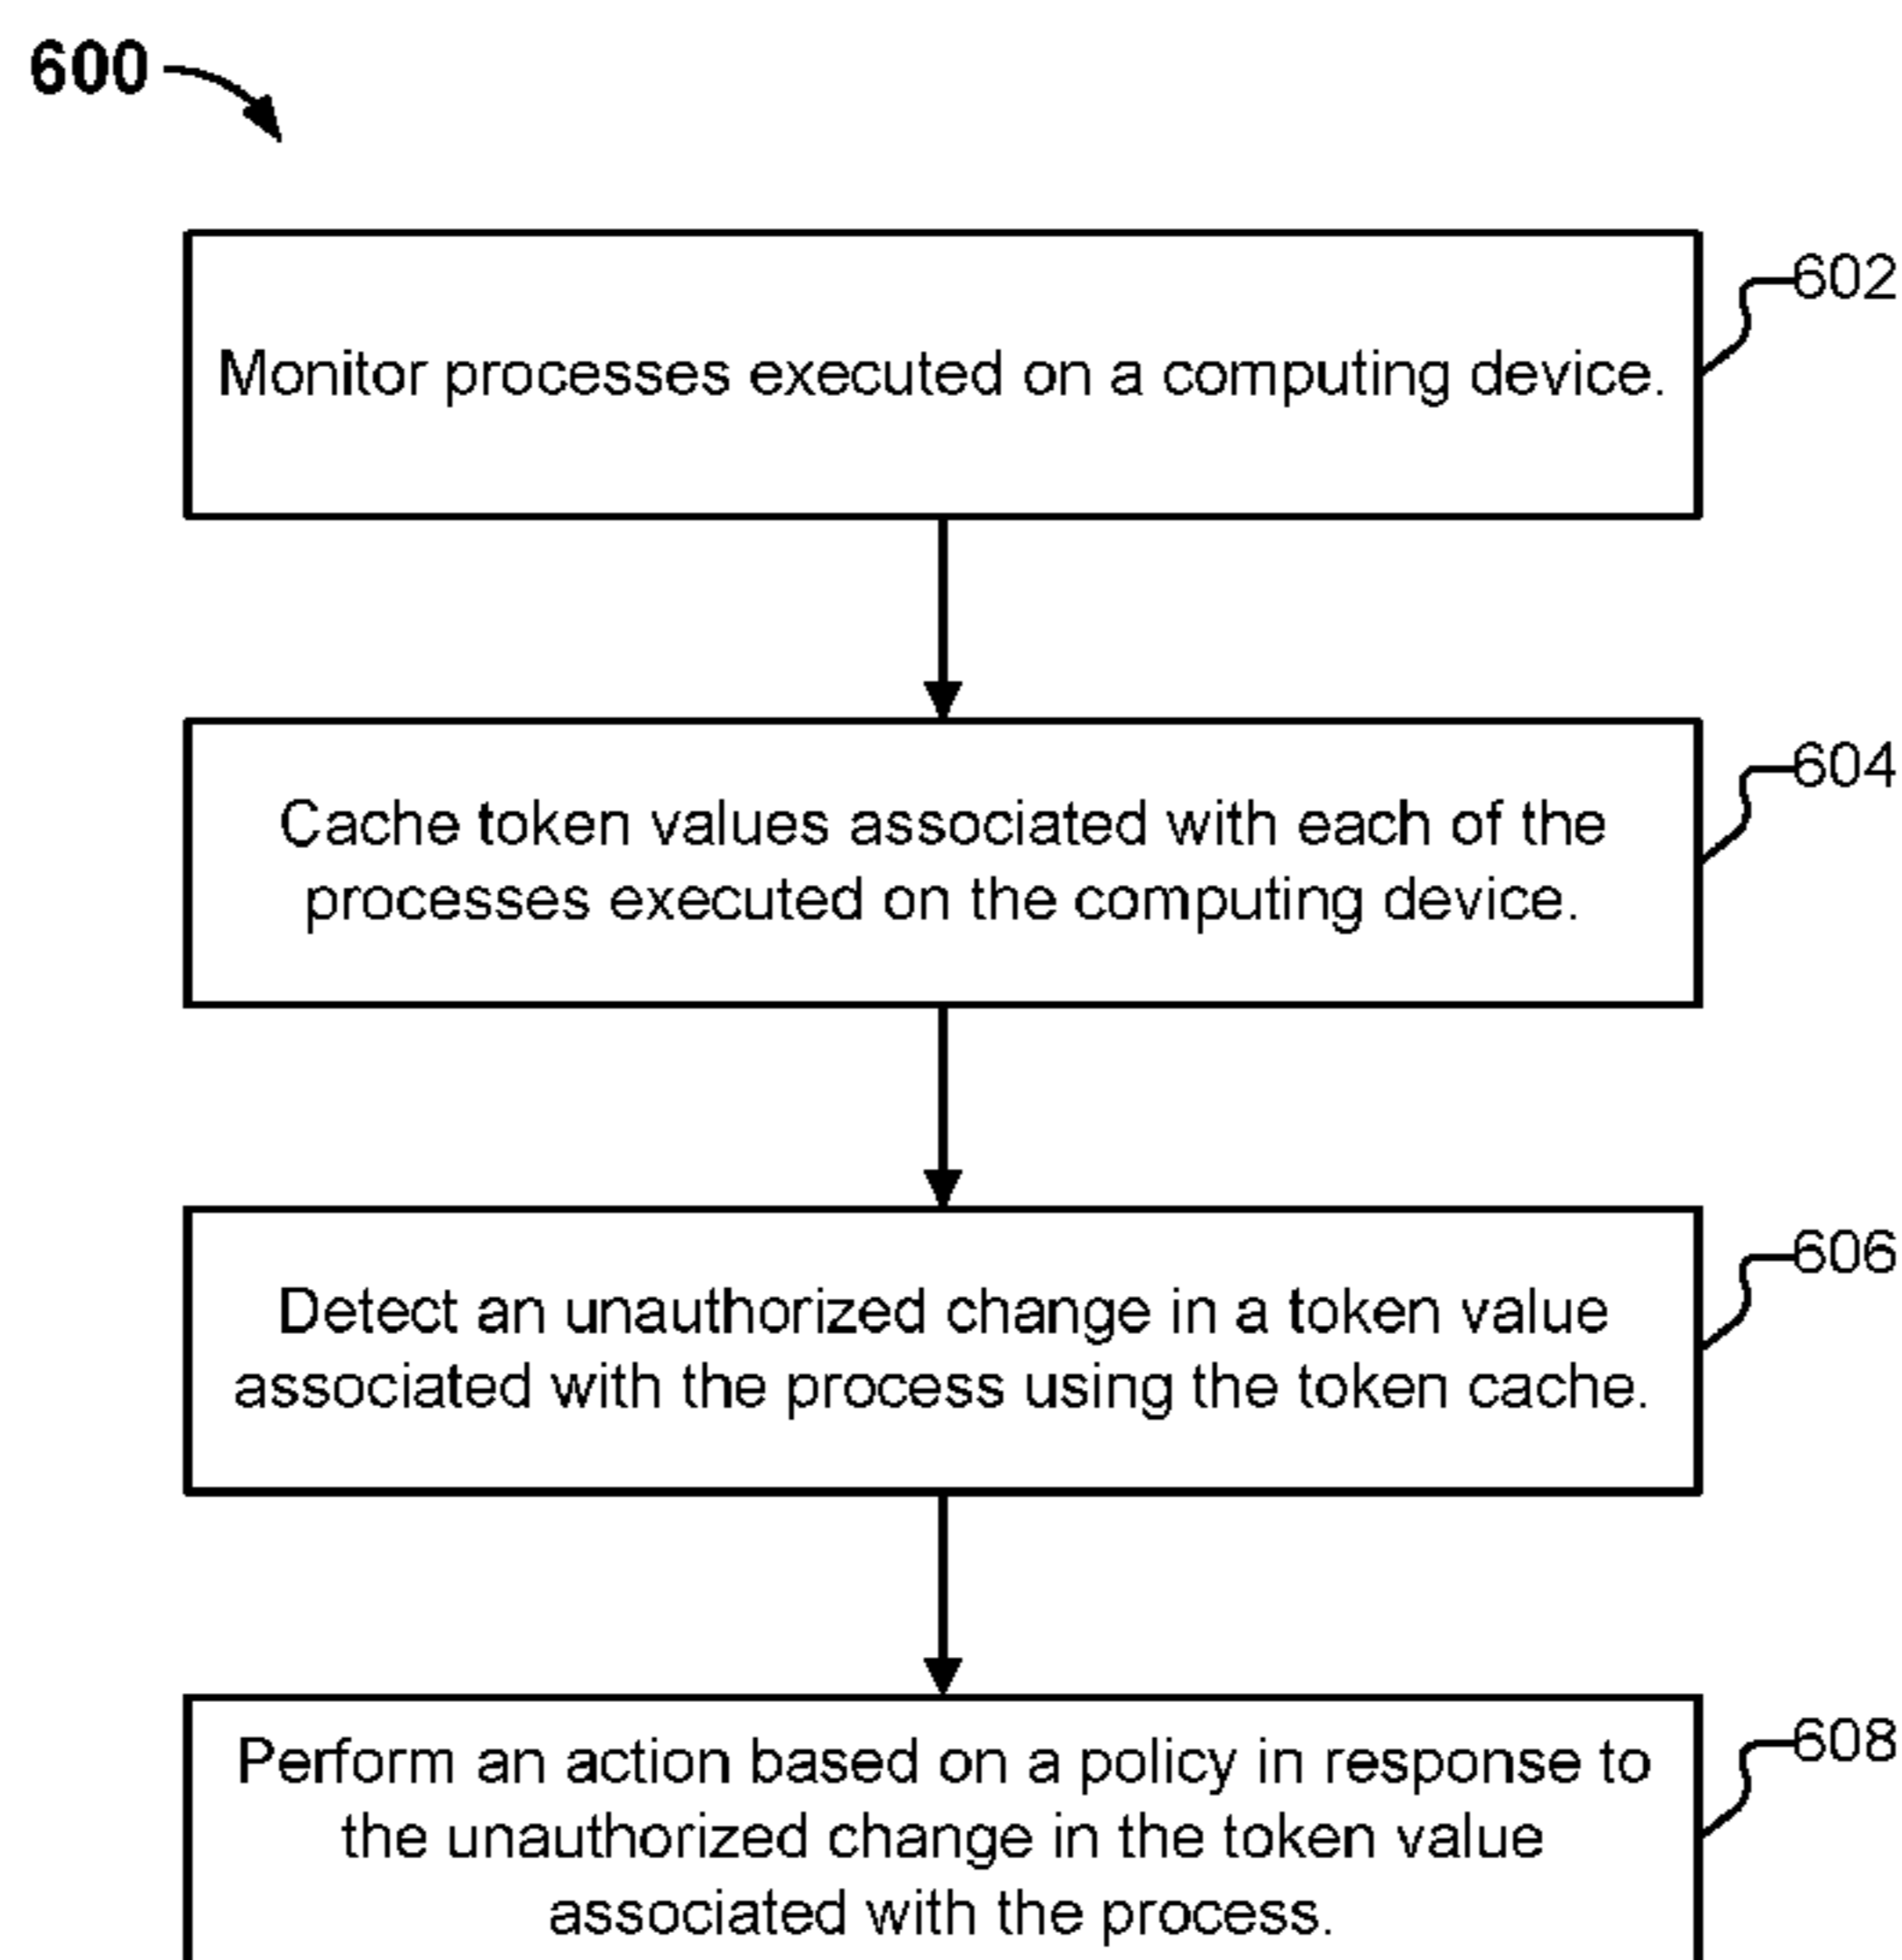 600
Monitor processes executed on a computing device.
602
Cache token values associated with each of the
processes executed on the computing device.
604
Detect an unauthorized change in a token value
associated with the process using the token cache.
606
Perform an action based on a policy in response to
the unauthorized change in the token value
associated with the process.
608